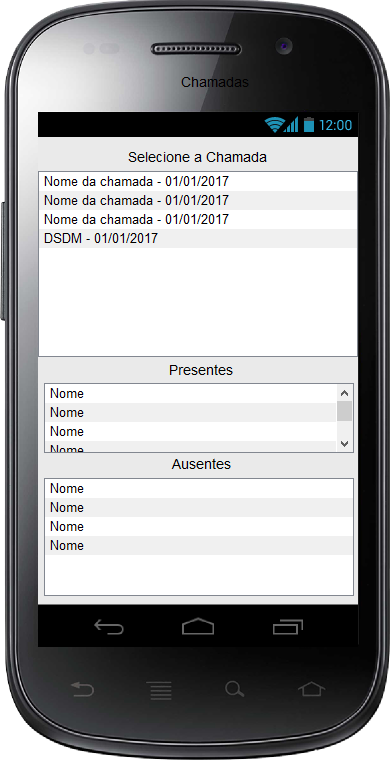 Chamadas
12:00
Selecione a Chamada
Nome da chamada - 01/01/2017
Nome da chamada - 01/01/2017
Nome da chamada - 01/01/2017
DSDM - 01/01/2017
Presentes
Nome
Nome
Nome
Nome
Ausentes
Nome
Nome
Nome
Nome